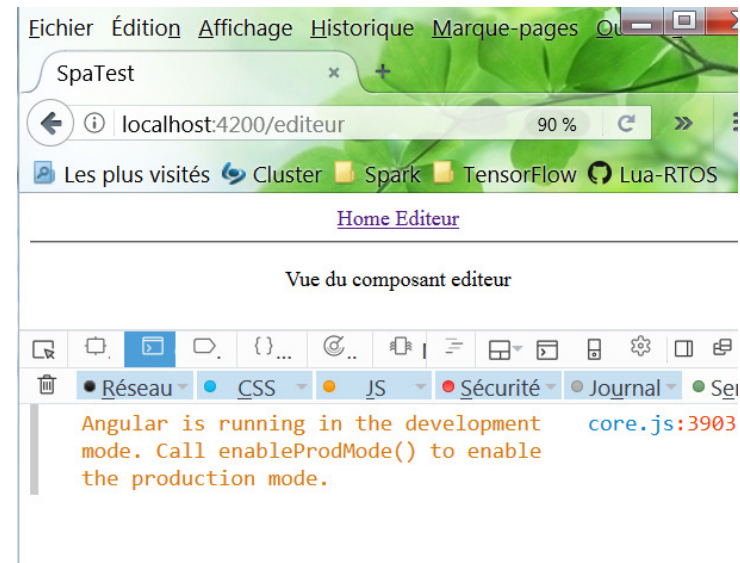 Fichier Édition Affichage Historique Marque-pages
SpaTest × +
localhost:4200/editeur 90 %
Les plus visités Cluster Spark TensorFlow Lua-RTOS
Home Editeur
Vue du composant editeur
{}...
Réseau CSS JS Sécurité Journal
Angular is running in the development core.js:3903
mode. Call enableProdMode() to enable
the production mode.